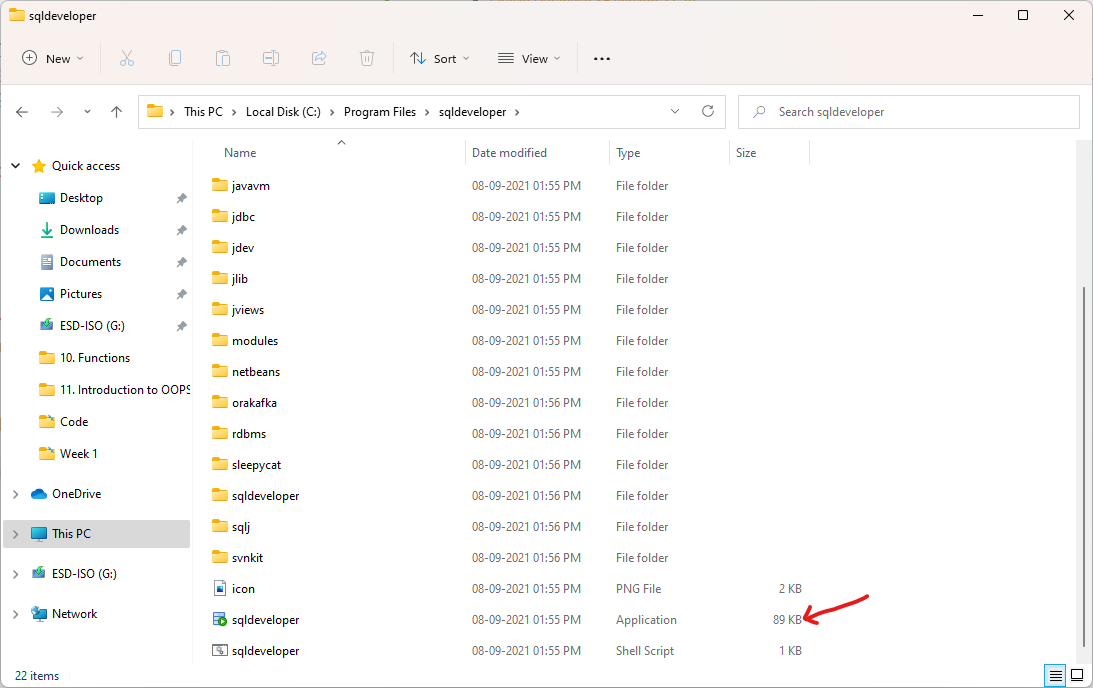 sqldeveloper
New Sort View
This PC Local Disk (C:) Program Files sqldeveloper Search sqldeveloper
Name Date modified Type Size
Quick access
Desktop
Downloads
Documents
Pictures
ESD-ISO (G:)
10. Functions
11. Introduction to OOPS
Code
Week 1
OneDrive
This PC
ESD-ISO (G:)
Network
javavm 08-09-2021 01:55 PM File folder
jdbc 08-09-2021 01:55 PM File folder
jdev 08-09-2021 01:55 PM File folder
jlib 08-09-2021 01:55 PM File folder
jviews 08-09-2021 01:55 PM File folder
modules 08-09-2021 01:55 PM File folder
netbeans 08-09-2021 01:55 PM File folder
orakafka 08-09-2021 01:56 PM File folder
rdbms 08-09-2021 01:56 PM File folder
sleepycat 08-09-2021 01:56 PM File folder
sqldeveloper 08-09-2021 01:56 PM File folder
sqlj 08-09-2021 01:56 PM File folder
svnkit 08-09-2021 01:56 PM File folder
icon 08-09-2021 01:55 PM PNG File 2 KB
sqldeveloper 08-09-2021 01:55 PM Application 89 KB
sqldeveloper 08-09-2021 01:55 PM Shell Script 1 KB
22 items